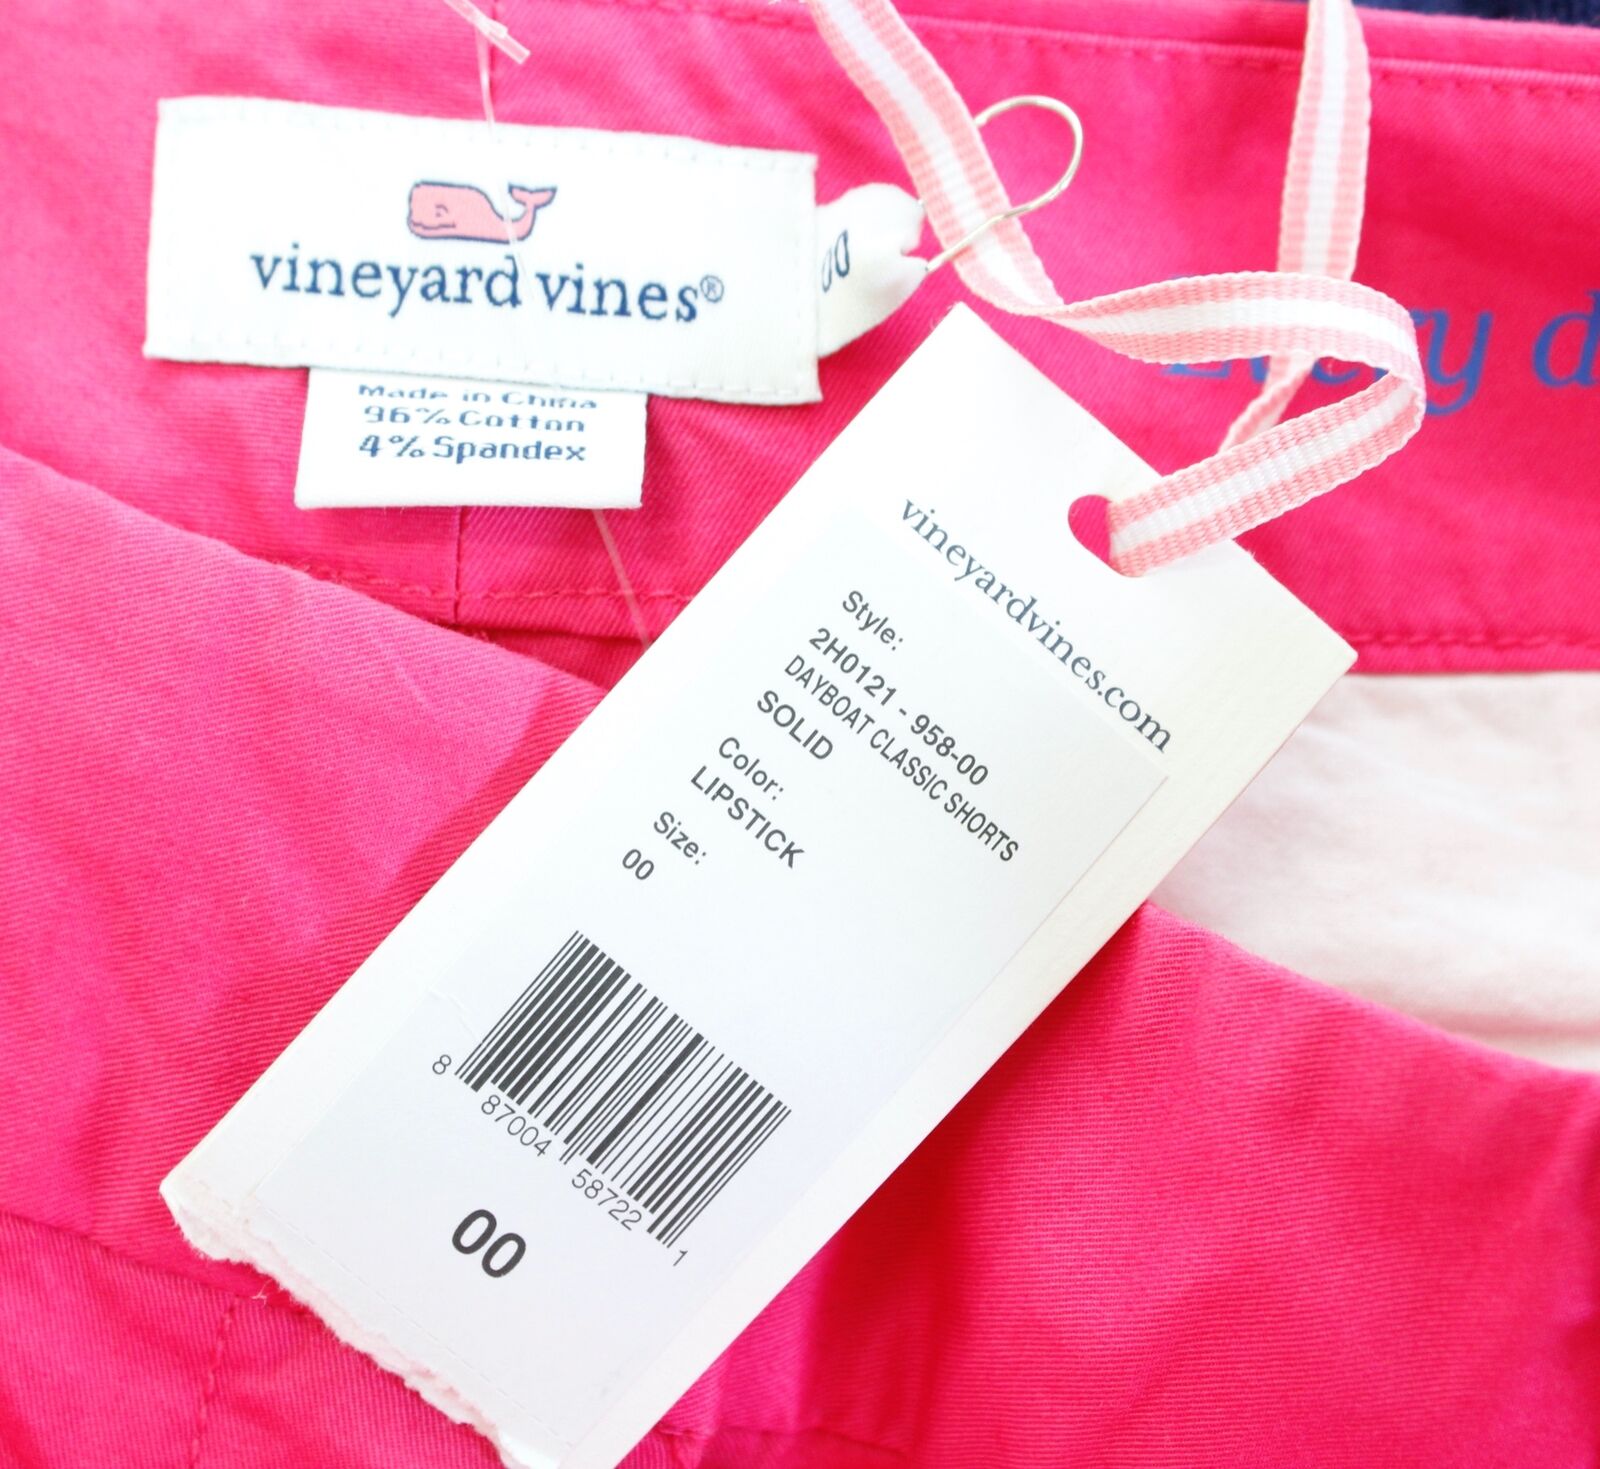 vineyard vines®
00
Made in China
96% Cotton
4% Spandex
vineyardvines.com
Style:
2H0121 - 958-00
DAYBOAT CLASSIC SHORTS
SOLID
Color:
LIPSTICK
Size:
00
8 87004 58722 1
00